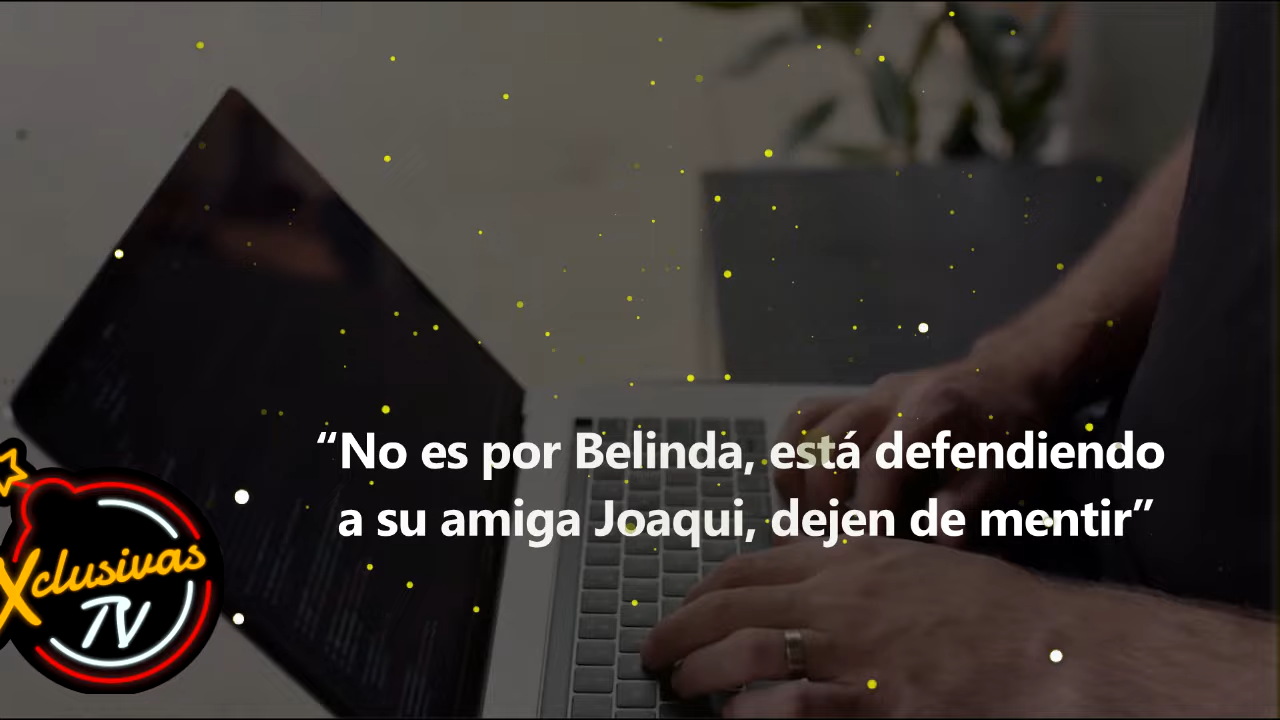 “No es por Belinda, está defendiendo
a su amiga Joaqui, dejen de mentir”
Xclusivas
TV